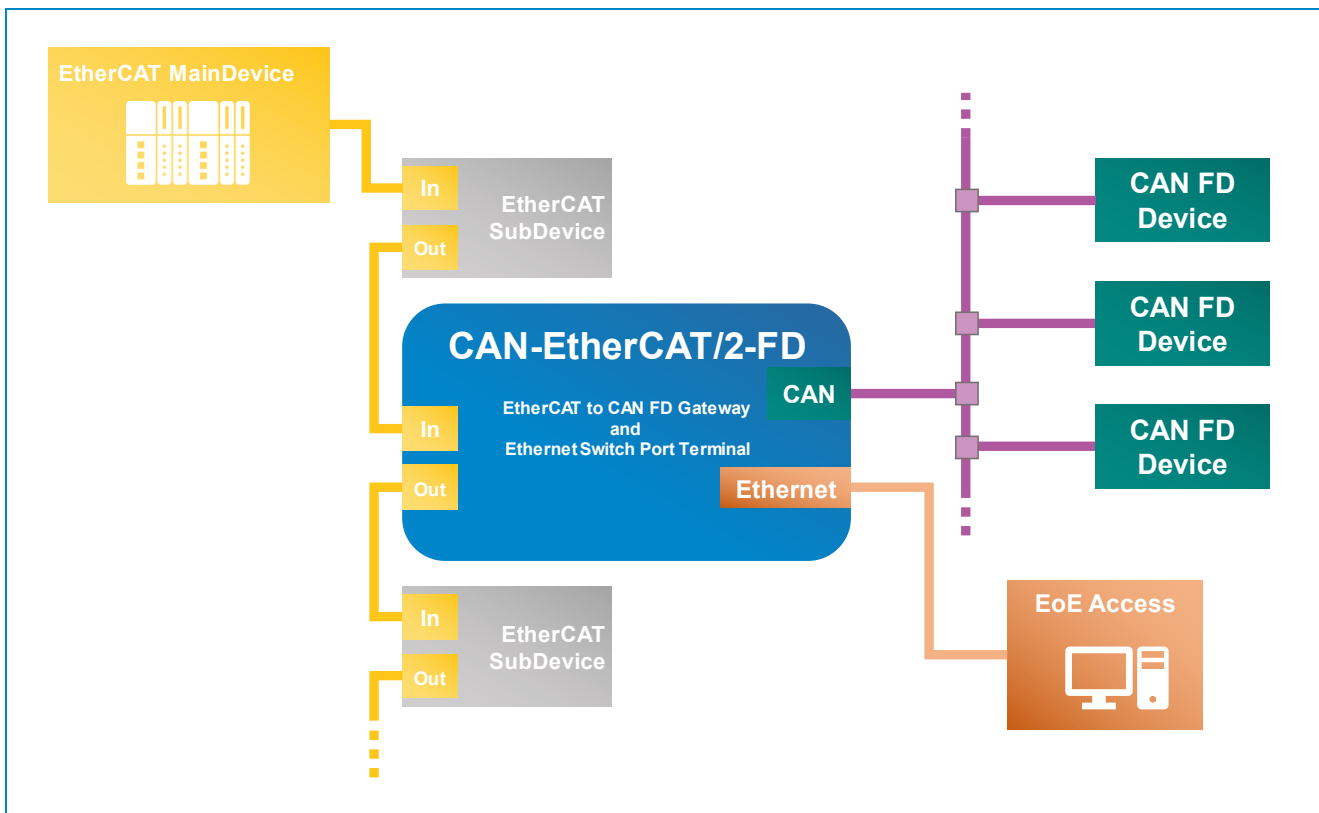 EtherCAT MainDevice
In
Out
EtherCAT
SubDevice
CAN-EtherCAT/2-FD
EtherCAT to CAN FD Gateway
and
Ethernet Switch Port Terminal
In
Out
CAN
Ethernet
In
Out
EtherCAT
SubDevice
CAN FD
Device
CAN FD
Device
CAN FD
Device
EoE Access